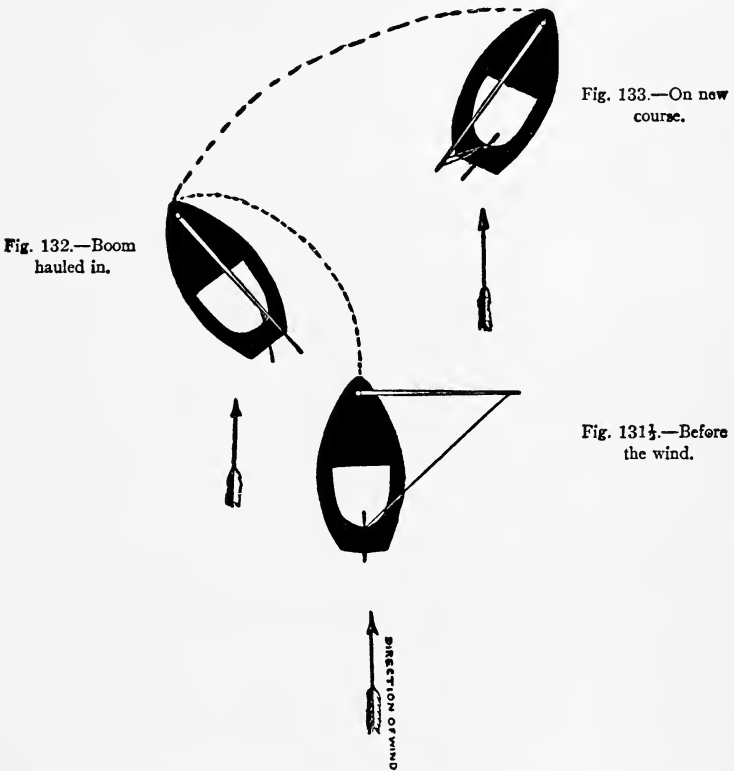 Fig. 133.—On new
course.
Fig. 132.—Boom
hauled in.
Fig. 131½.—Before
the wind.
DIRECTION OF WIND